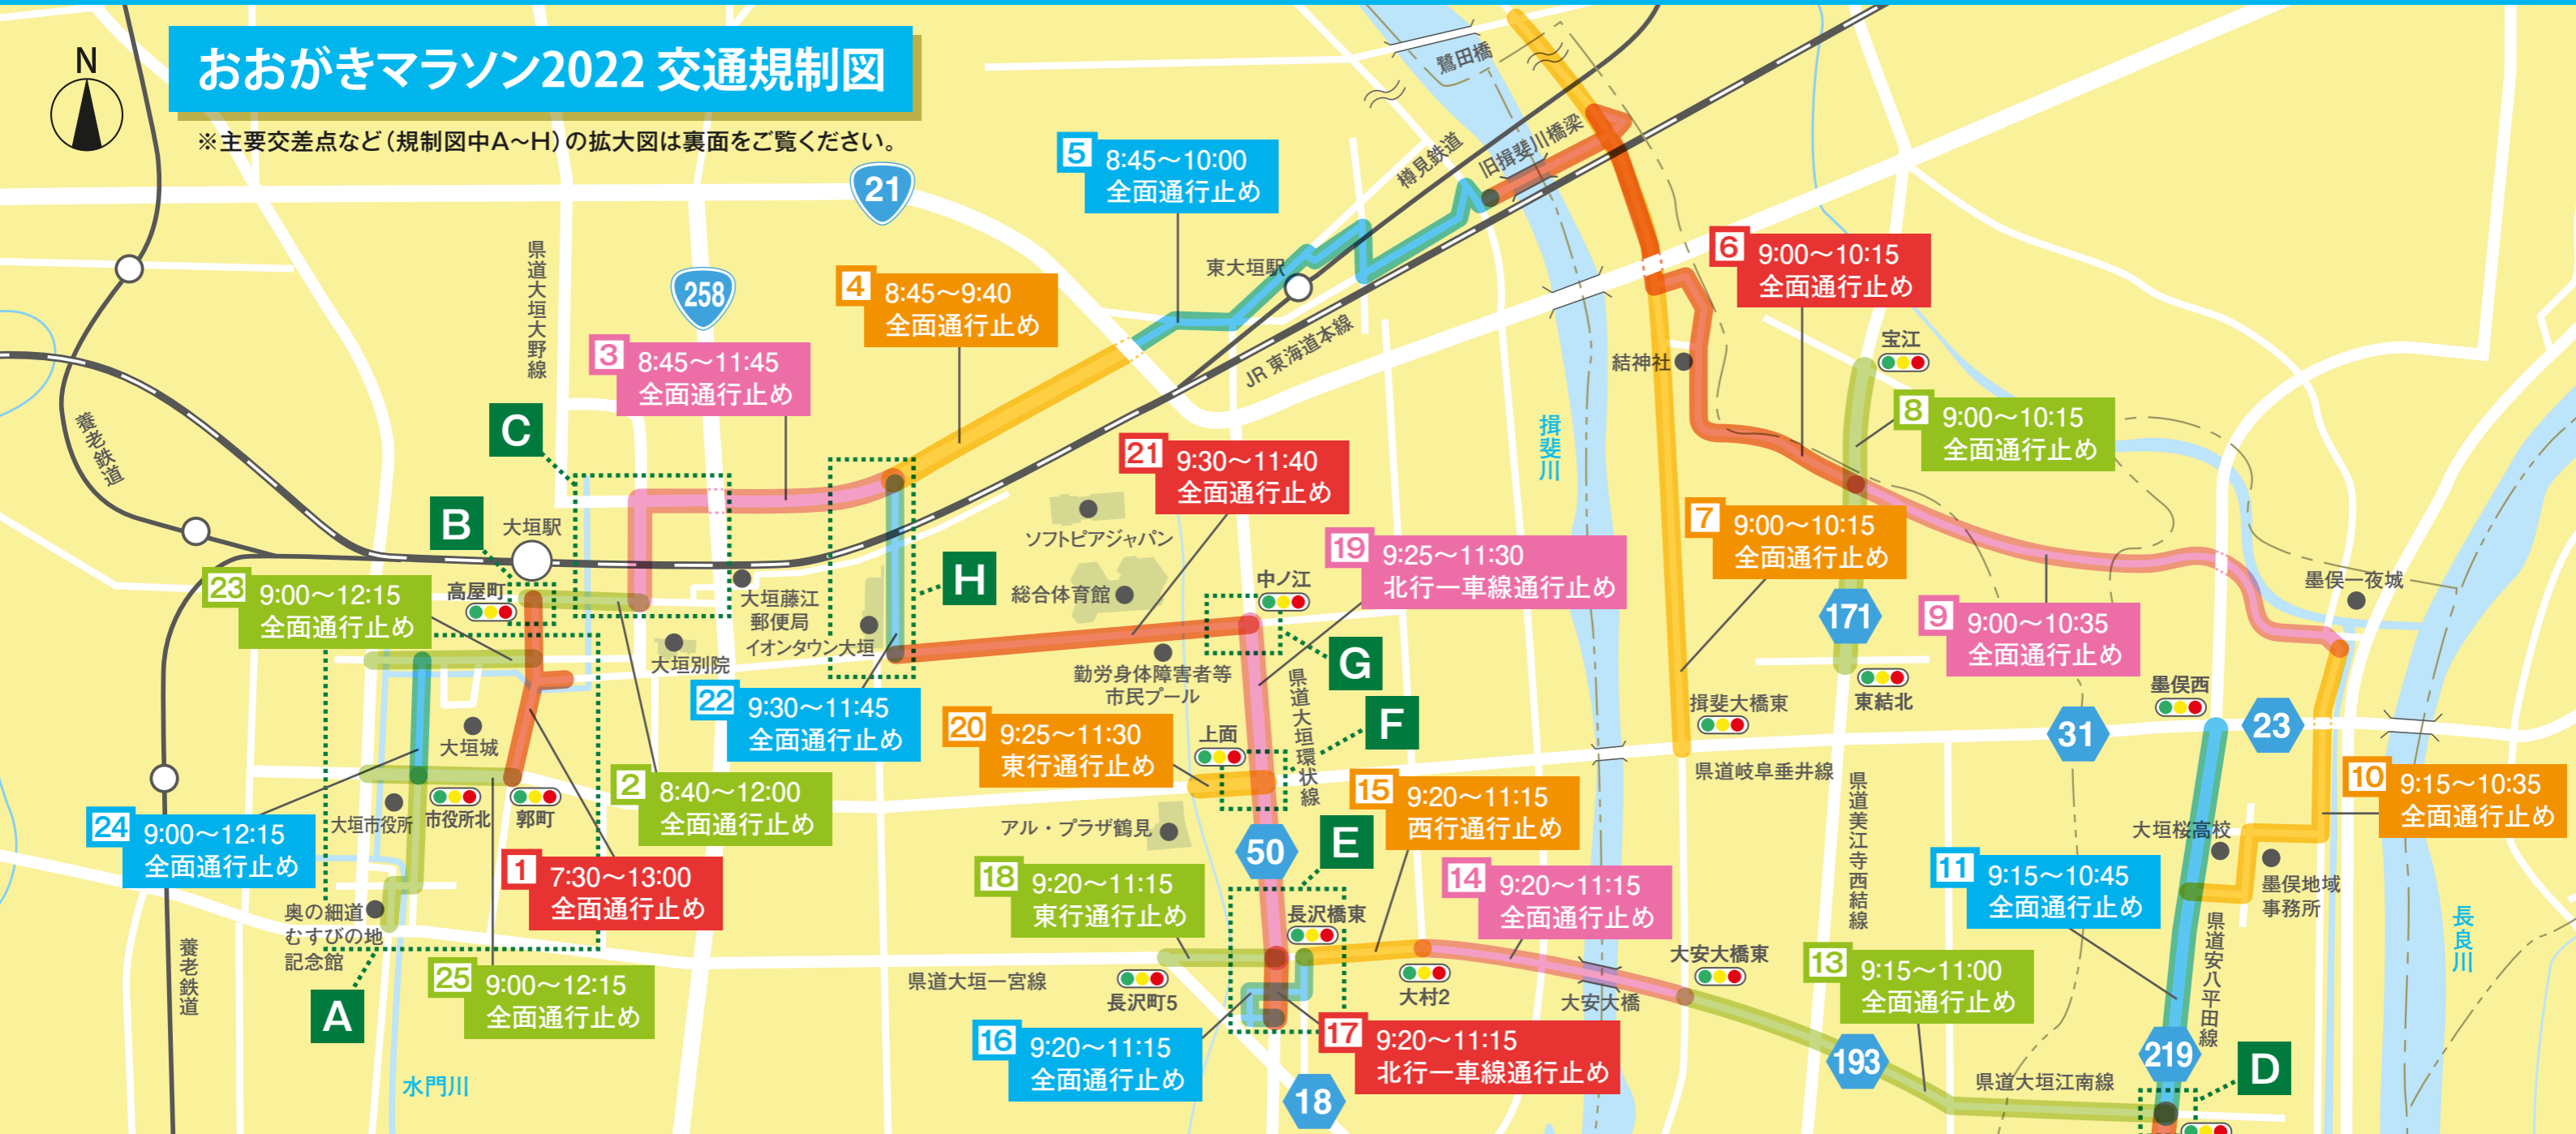 おおがきマラソン2022 交通規制図
※主要交差点など（規制図中A～H）の拡大図は裏面をご覧ください。
N
鷺田橋
旧揖斐川橋梁
樽見鉄道
5
8:45～10:00
全面通行止め
21
県道大垣大野線
258
4
8:45～9:40
全面通行止め
東大垣駅
JR 東海道本線
6
9:00～10:15
全面通行止め
3
8:45～11:45
全面通行止め
結神社
宝江
8
9:00～10:15
全面通行止め
養老鉄道
C
揖斐川
21
9:30～11:40
全面通行止め
B
大垣駅
ソフトピアジャパン
7
9:00～10:15
全面通行止め
19
9:25～11:30
北行一車線通行止め
H
総合体育館
中ノ江
23
9:00～12:15
全面通行止め
高屋町
大垣藤江
郵便局
イオンタウン大垣
大垣別院
171
9
9:00～10:35
全面通行止め
墨俣一夜城
G
勤労身体障害者等
市民プール
県道大垣環状線
22
9:30～11:45
全面通行止め
東結北
墨俣西
揖斐大橋東
大垣城
20
9:25～11:30
東行通行止め
上面
F
31
23
県道岐阜垂井線
2
8:40～12:00
全面通行止め
15
9:20～11:15
西行通行止め
10
9:15～10:35
全面通行止め
24
9:00～12:15
全面通行止め
大垣市役所
市役所北
郭町
アル・プラザ鶴見
50
E
県道美江寺西結線
大垣桜高校
墨俣地域
事務所
1
7:30～13:00
全面通行止め
18
9:20～11:15
東行通行止め
14
9:20～11:15
全面通行止め
11
9:15～10:45
全面通行止め
奥の細道
むすびの地
記念館
長沢橋東
県道安八平田線
長良川
養老鉄道
25
9:00～12:15
全面通行止め
県道大垣一宮線
長沢町5
大村2
大安大橋
大安大橋東
13
9:15～11:00
全面通行止め
A
16
9:20～11:15
全面通行止め
17
9:20～11:15
北行一車線通行止め
193
219
D
水門川
18
県道大垣江南線